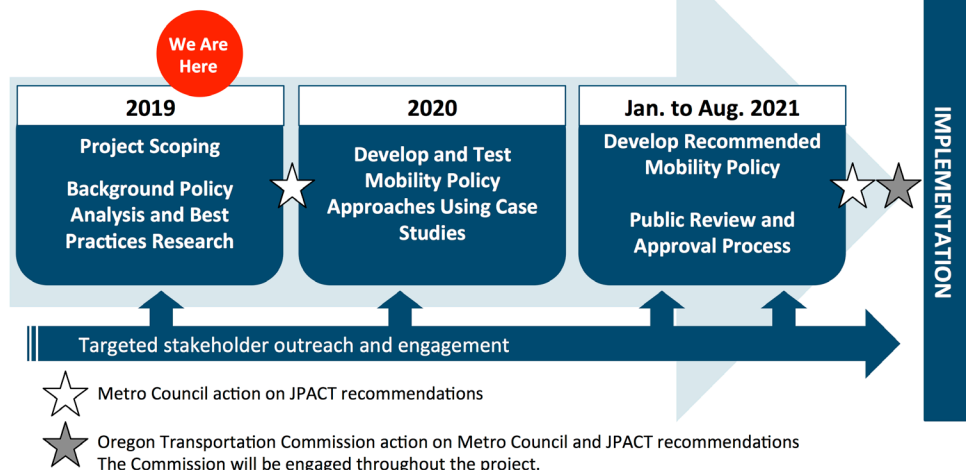 We Are
Here
2019
Project Scoping
Background Policy
Analysis and Best
Practices Research
2020
Develop and Test
Mobility Policy
Approaches Using Case
Studies
Jan. to Aug. 2021
Develop Recommended
Mobility Policy
Public Review and
Approval Process
IMPLEMENTATION
Targeted stakeholder outreach and engagement
Metro Council action on JPACT recommendations
Oregon Transportation Commission action on Metro Council and JPACT recommendations
The Commission will be engaged throughout the project.